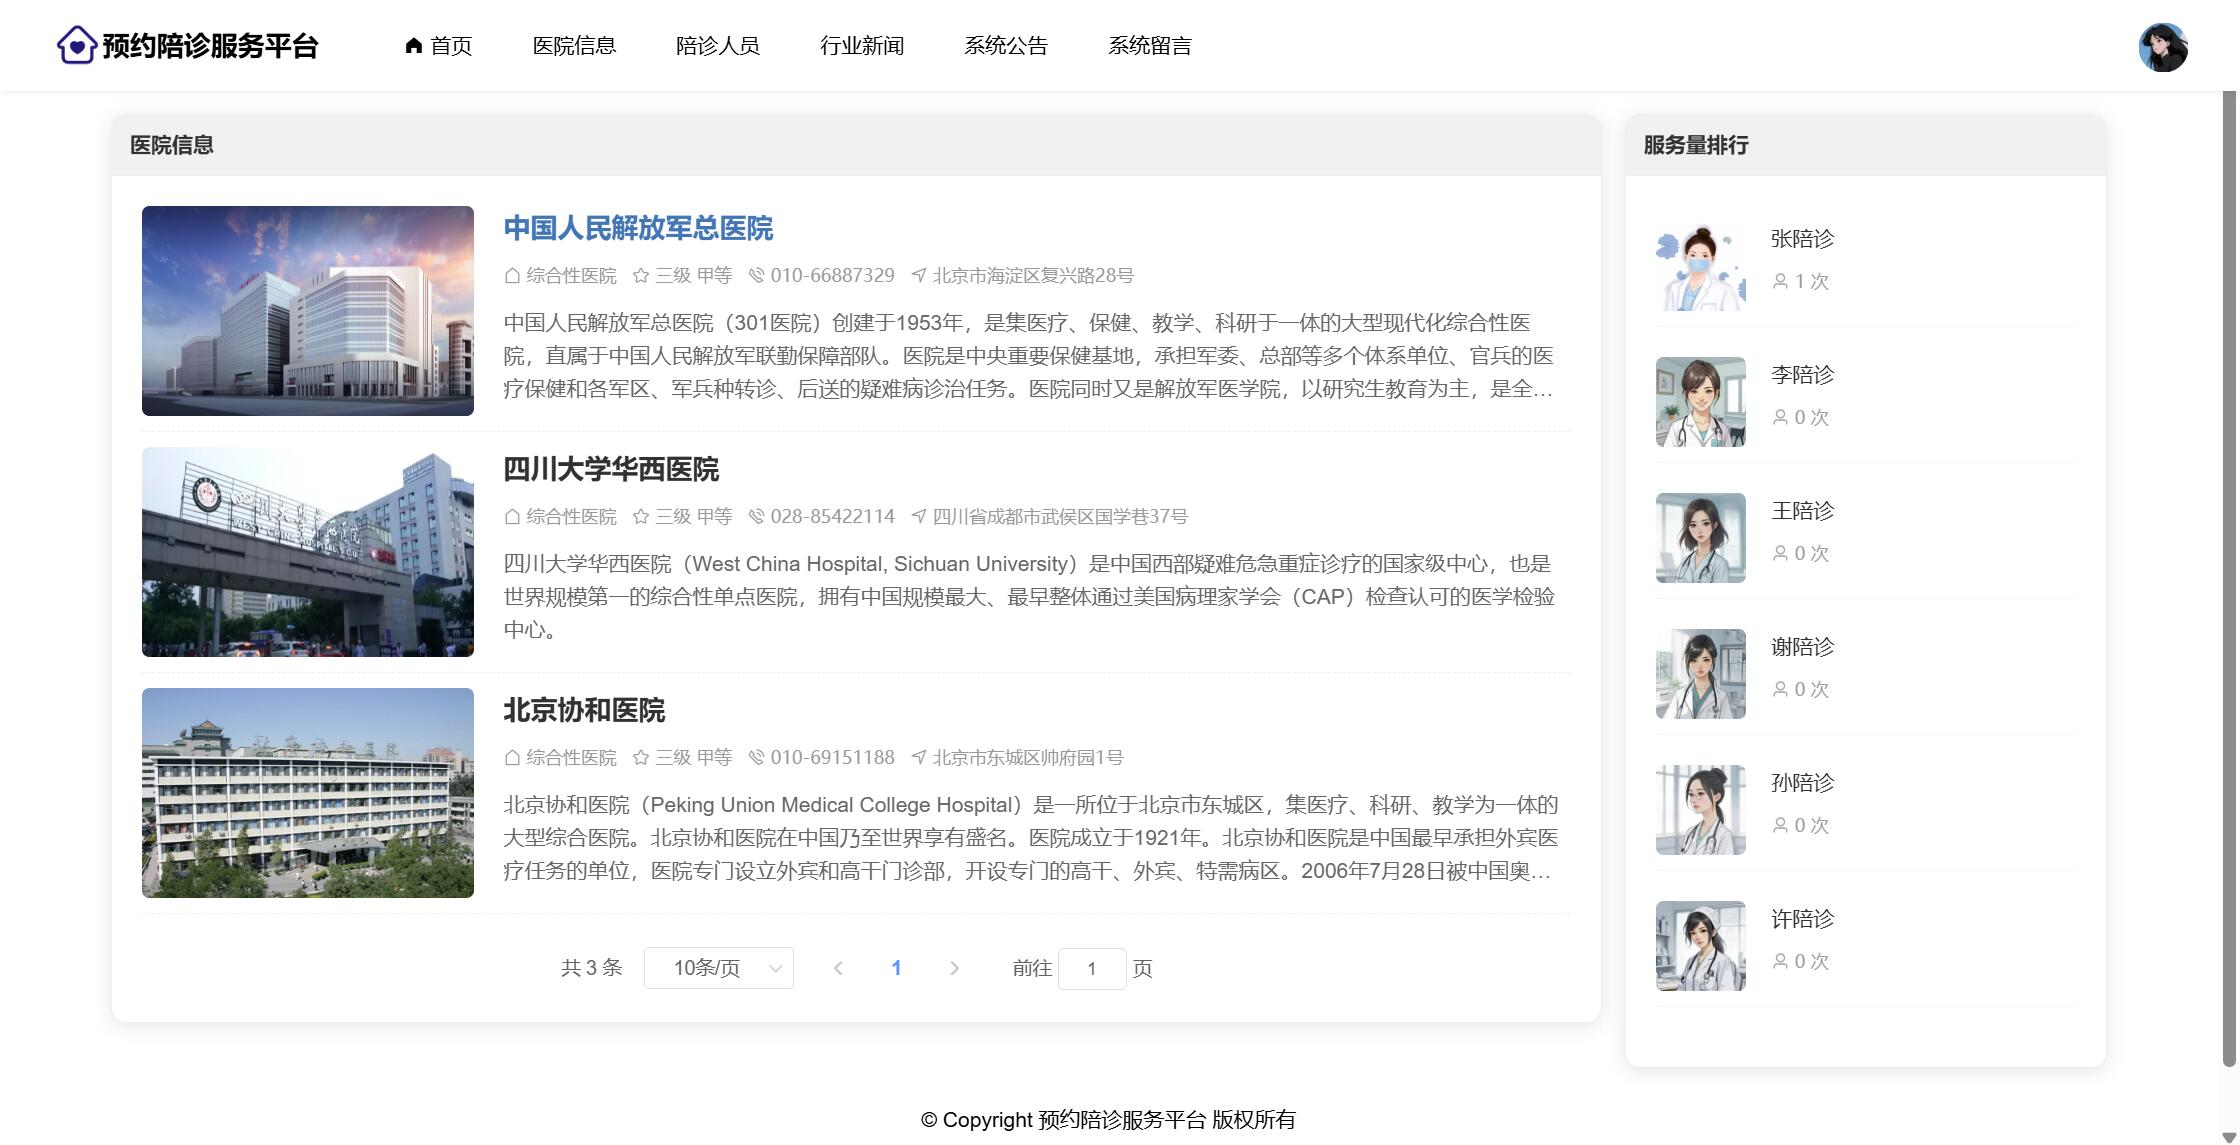 预约陪诊服务平台
首页
医院信息
陪诊人员
行业新闻
系统公告
系统留言
医院信息
中国人民解放军总医院
综合性医院 三级 甲等 010-66887329 北京市海淀区复兴路28号
中国人民解放军总医院（301医院）创建于1953年，是集医疗、保健、教学、科研于一体的大型现代化综合性医
院，直属于中国人民解放军联勤保障部队。医院是中央重要保健基地，承担军委、总部等多个体系单位、官兵的医
疗保健和各军区、军兵种转诊、后送的疑难病诊治任务。医院同时又是解放军医学院，以研究生教育为主，是全…
四川大学华西医院
综合性医院 三级 甲等 028-85422114 四川省成都市武侯区国学巷37号
四川大学华西医院（West China Hospital, Sichuan University）是中国西部疑难危急重症诊疗的国家级中心，也是
世界规模第一的综合性单点医院，拥有中国规模最大、最早整体通过美国病理家学会（CAP）检查认可的医学检验
中心。
北京协和医院
综合性医院 三级 甲等 010-69151188 北京市东城区帅府园1号
北京协和医院（Peking Union Medical College Hospital）是一所位于北京市东城区，集医疗、科研、教学为一体的
大型综合医院。北京协和医院在中国乃至世界享有盛名。医院成立于1921年。北京协和医院是中国最早承担外宾医
疗任务的单位，医院专门设立外宾和高干门诊部，开设专门的高干、外宾、特需病区。2006年7月28日被中国奥…
共 3 条
10条/页
1
前往 1 页
服务量排行
张陪诊
1 次
李陪诊
0 次
王陪诊
0 次
谢陪诊
0 次
孙陪诊
0 次
许陪诊
0 次
© Copyright 预约陪诊服务平台 版权所有